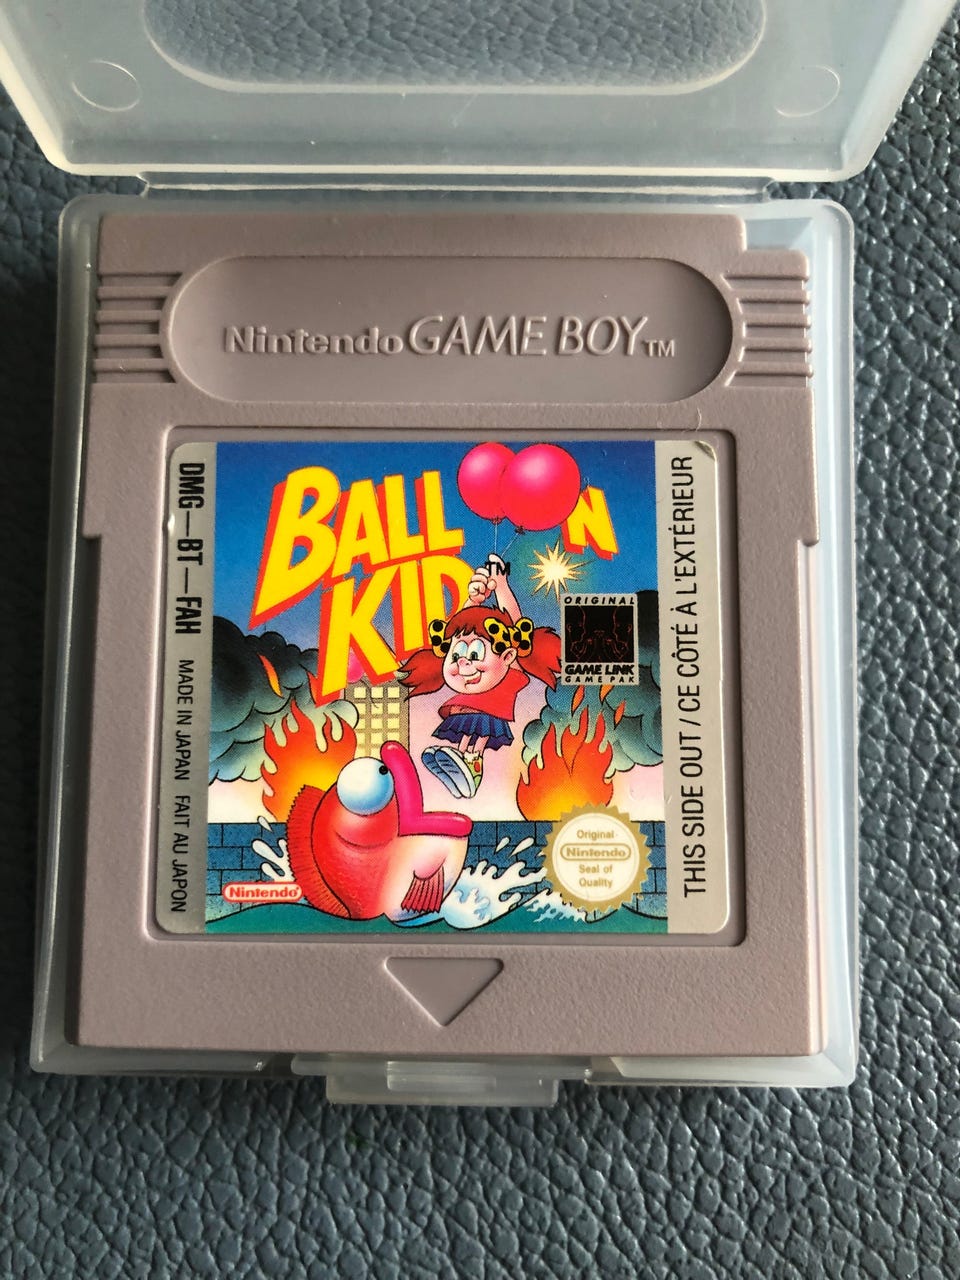 Nintendo GAME BOY TM
BALL N
KID TM
ORIGINAL
GAME LINK
GAME PAK
Original
Nintendo
Seal of
Quality
Nintendo
DMG—BT—FAH MADE IN JAPAN FAIT AU JAPON
THIS SIDE OUT / CE CÔTÉ À L'EXTÉRIEUR